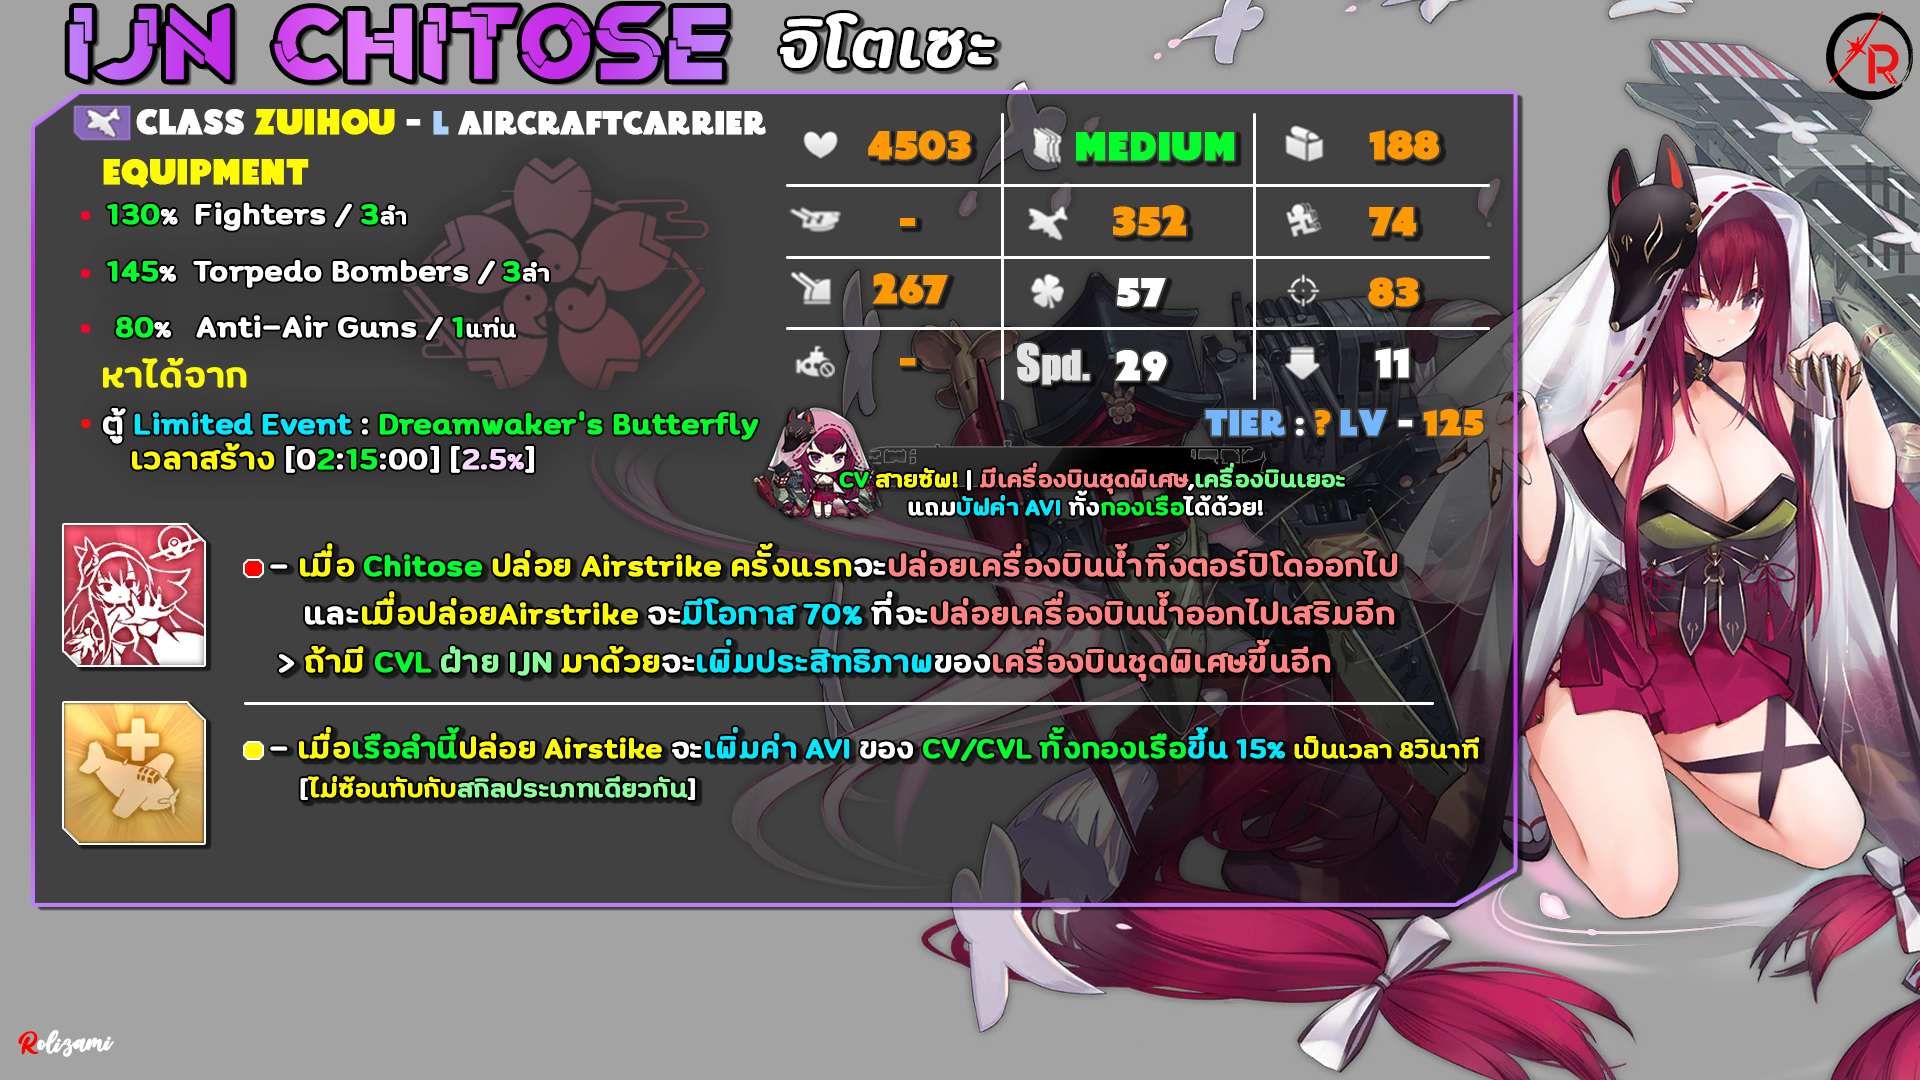 IJN CHITOSE จิโตเซะ
R
CLASS ZUIHOU - L AIRCRAFTCARRIER
EQUIPMENT
130% Fighters / 3ลำ
145% Torpedo Bombers / 3ลำ
80% Anti-Air Guns / 1แท่น
หาได้จาก
ตู้ Limited Event : Dreamwaker's Butterfly
เวลาสร้าง [02:15:00] [2.5%]
4503 MEDIUM 188
- 352 74
267 57 83
- Spd. 29 11
TIER : ? LV - 125
CV สายซัพ! | มีเครื่องบินชุดพิเศษ,เครื่องบินเยอะ
แถมบัฟค่า AVI ทั้งกองเรือได้ด้วย!
- เมื่อ Chitose ปล่อย Airstrike ครั้งแรกจะปล่อยเครื่องบินน้ำทิ้งตอร์ปิโดออกไป
และเมื่อปล่อยAirstrike จะมีโอกาส 70% ที่จะปล่อยเครื่องบินน้ำออกไปเสริมอีก
> ถ้ามี CVL ฝ่าย IJN มาด้วยจะเพิ่มประสิทธิภาพของเครื่องบินชุดพิเศษขึ้นอีก
- เมื่อเรือลำนี้ปล่อย Airstike จะเพิ่มค่า AVI ของ CV/CVL ทั้งกองเรือขึ้น 15% เป็นเวลา 8วินาที
[ไม่ซ้อนทับกับสกิลประเภทเดียวกัน]
Rolizami